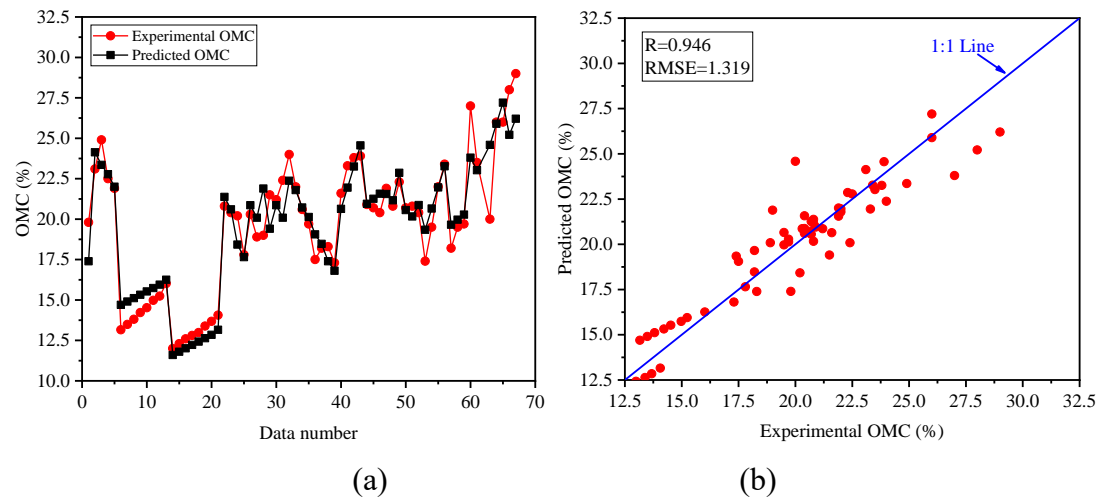 (a)
32.5
30.0
27.5
25.0
22.5
20.0
17.5
15.0
12.5
10.0
OMC (%)
Experimental OMC
Predicted OMC
0 10 20 30 40 50 60 70
Data number
(a)
(b)
32.5
30.0
27.5
25.0
22.5
20.0
17.5
15.0
12.5
Predicted OMC (%)
R=0.946
RMSE=1.319
1:1 Line
12.5 15.0 17.5 20.0 22.5 25.0 27.5 30.0 32.5
Experimental OMC (%)
(b)